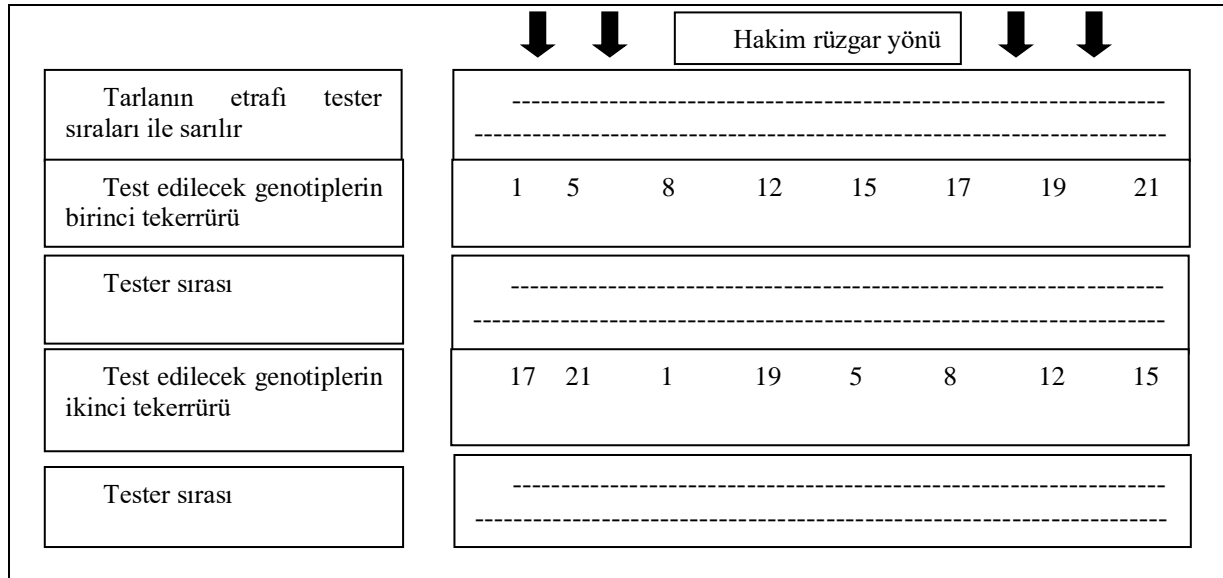 Hakim rüzgar yönü
Tarlanın etrafı tester
sıraları ile sarılır
Test edilecek genotiplerin
birinci tekerrürü
1 5 8 12 15 17 19 21
Tester sırası
Test edilecek genotiplerin
ikinci tekerrürü
17 21 1 19 5 8 12 15
Tester sırası